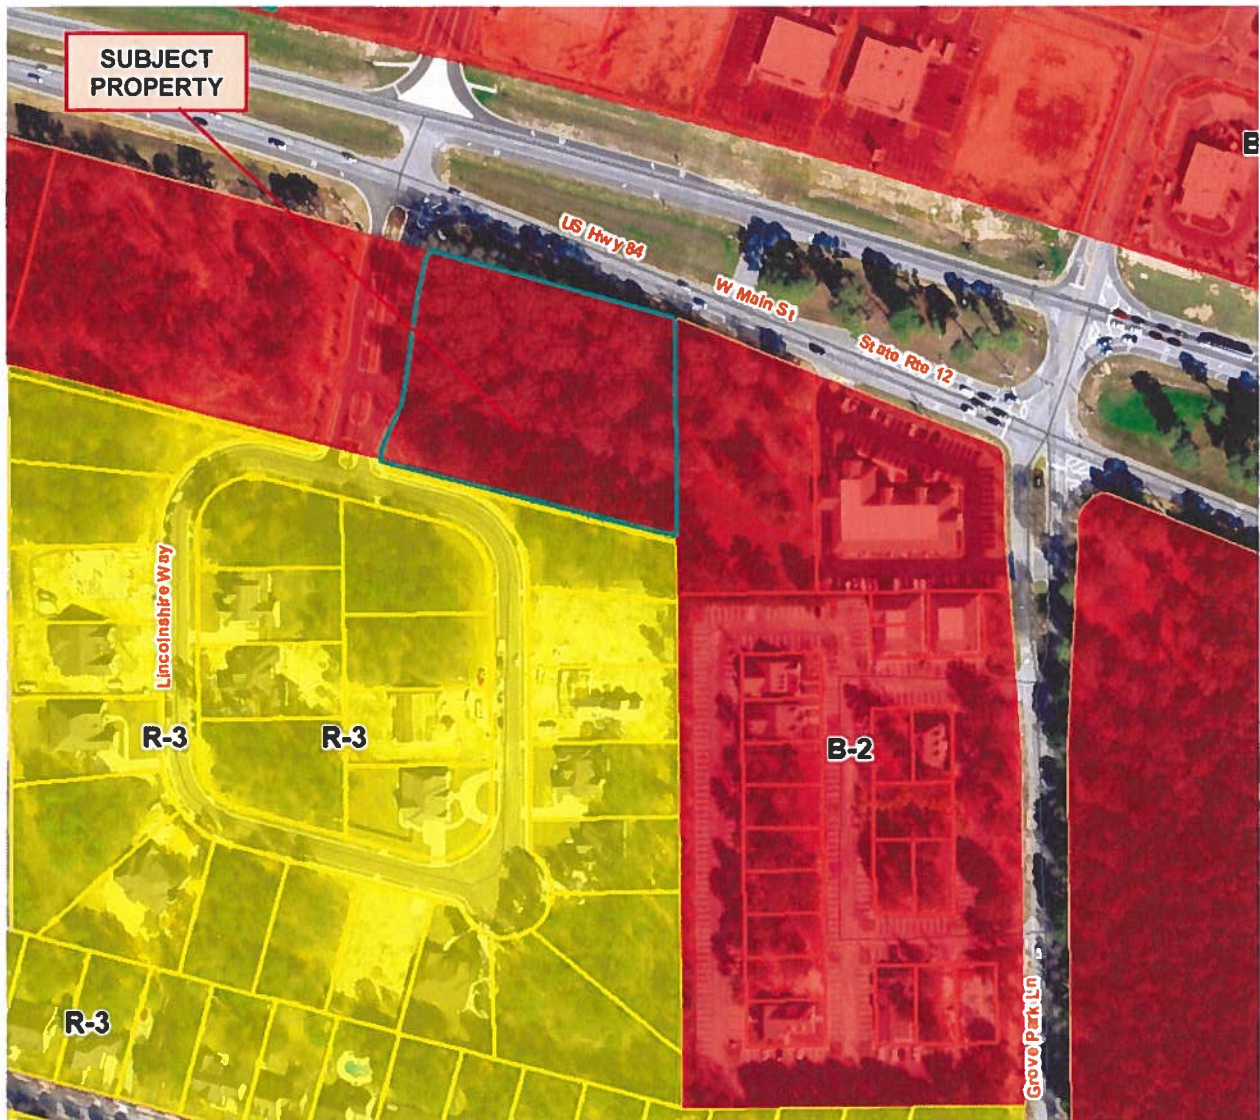 SUBJECT
PROPERTY
B
US Hwy 84
W Main St
State Rte 12
Lincolnshire Way
R-3
R-3
B-2
R-3
Grove Park Ln